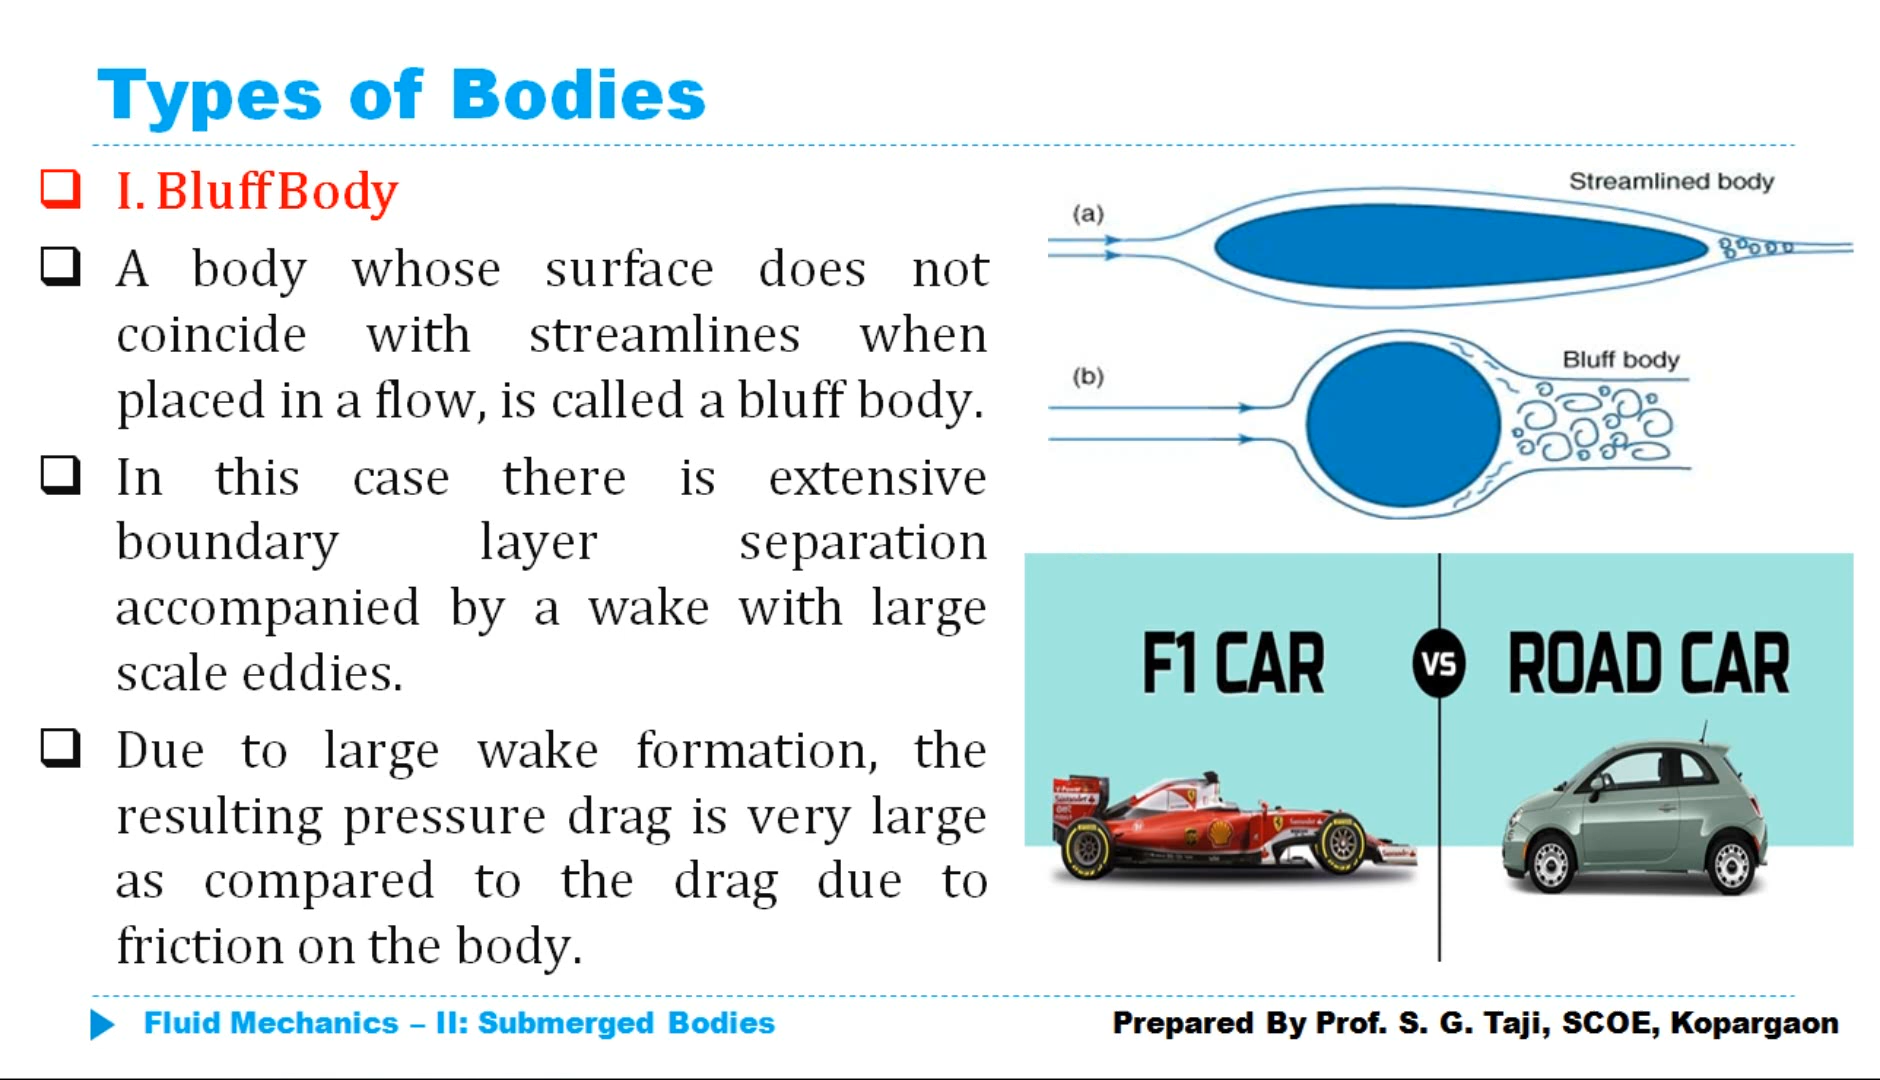 Types of Bodies
I. Bluff Body
A body whose surface does not
coincide with streamlines when
placed in a flow, is called a bluff body.
In this case there is extensive
boundary layer separation
accompanied by a wake with large
scale eddies.
Due to large wake formation, the
resulting pressure drag is very large
as compared to the drag due to
friction on the body.
Streamlined body
(a)
Bluff body
(b)
F1 CAR
VS
ROAD CAR
Fluid Mechanics – II: Submerged Bodies
Prepared By Prof. S. G. Taji, SCOE, Kopargaon